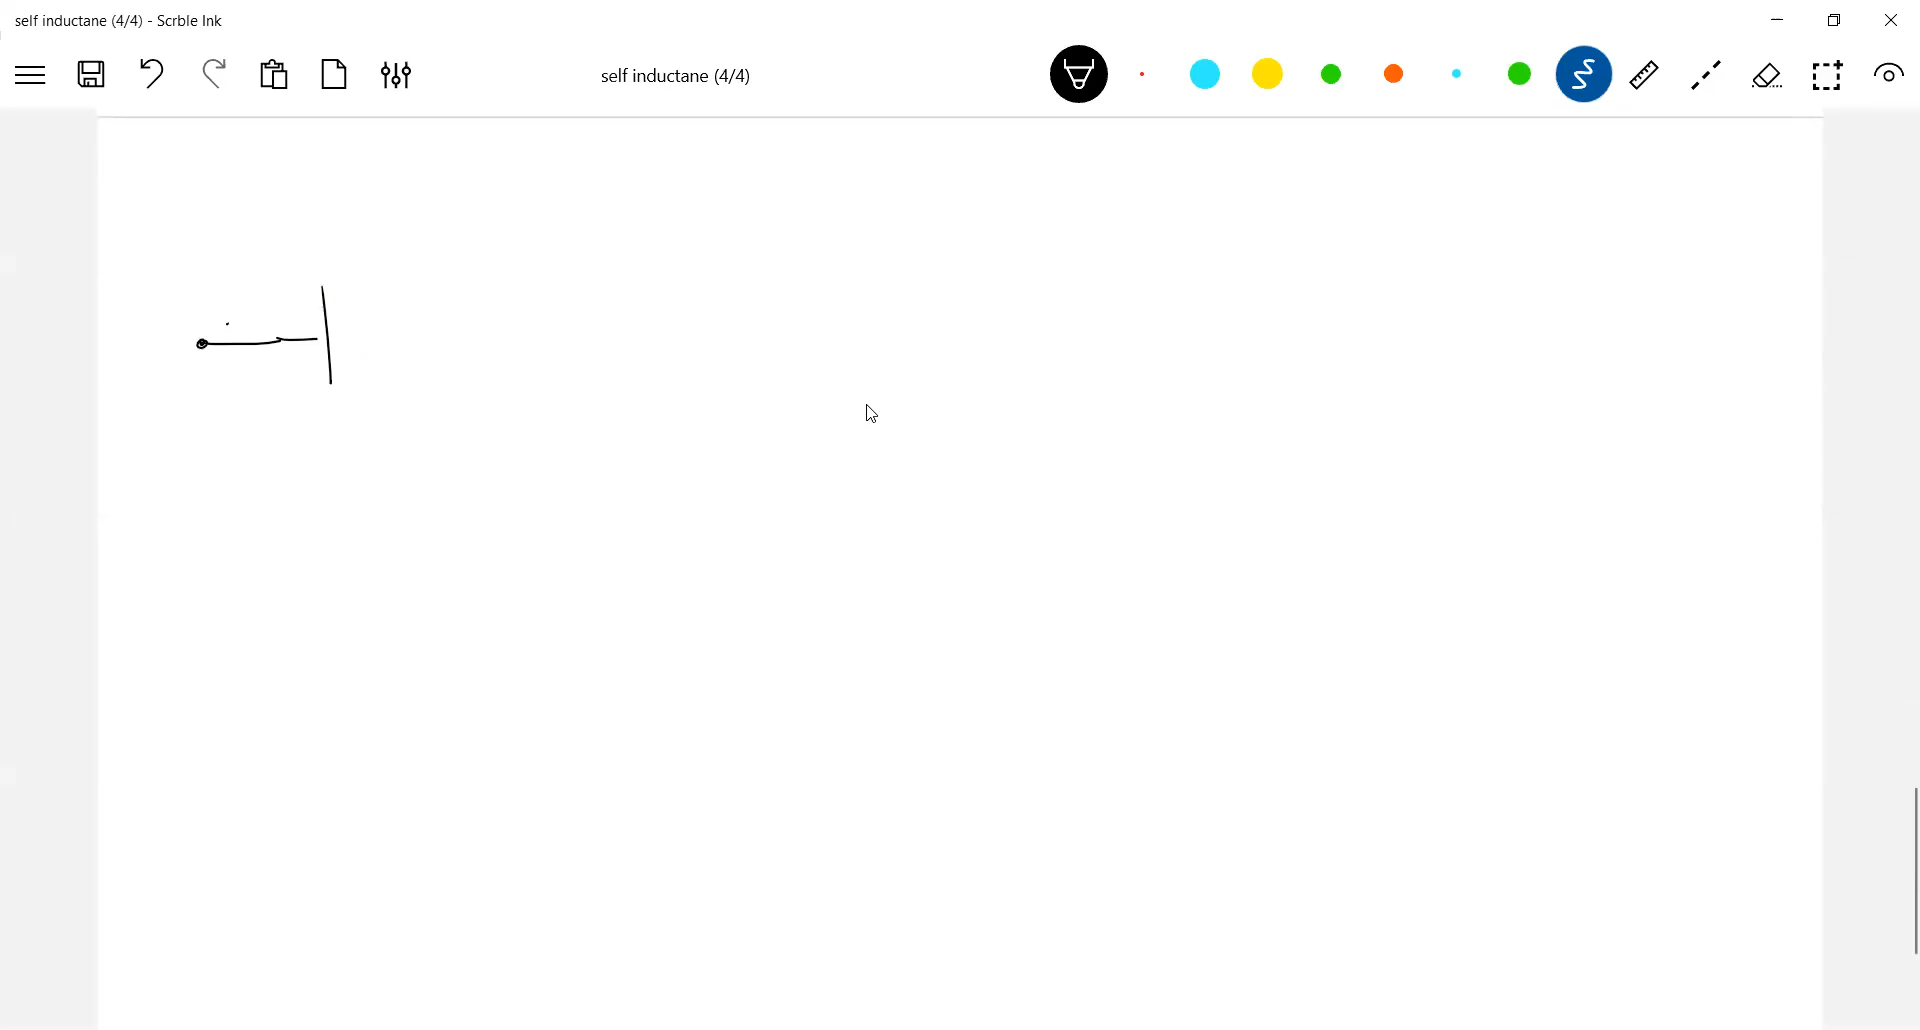 self inductane (4/4) - Scrble Ink
self inductane (4/4)